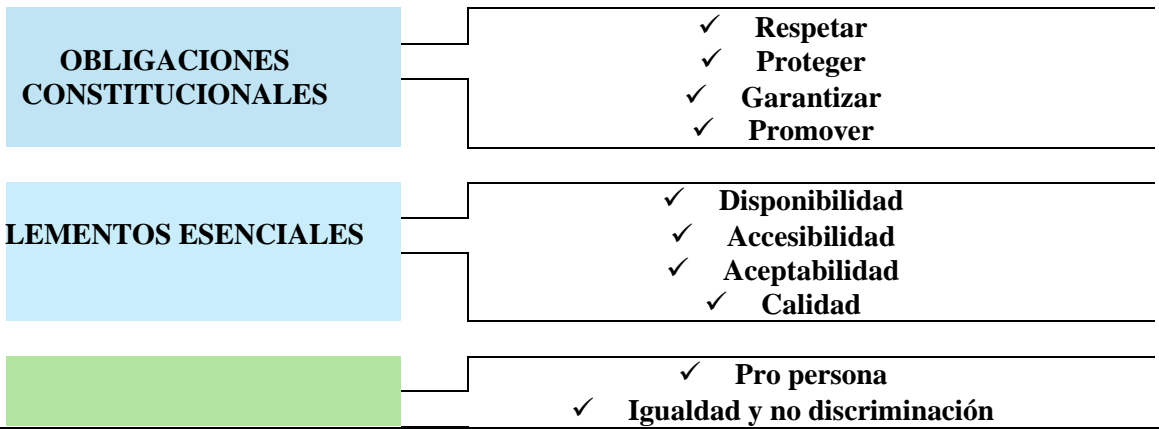 OBLIGACIONES
CONSTITUCIONALES
✓ Respetar
✓ Proteger
✓ Garantizar
✓ Promover
LEMENTOS ESENCIALES
✓ Disponibilidad
✓ Accesibilidad
✓ Aceptabilidad
✓ Calidad
✓ Pro persona
✓ Igualdad y no discriminación